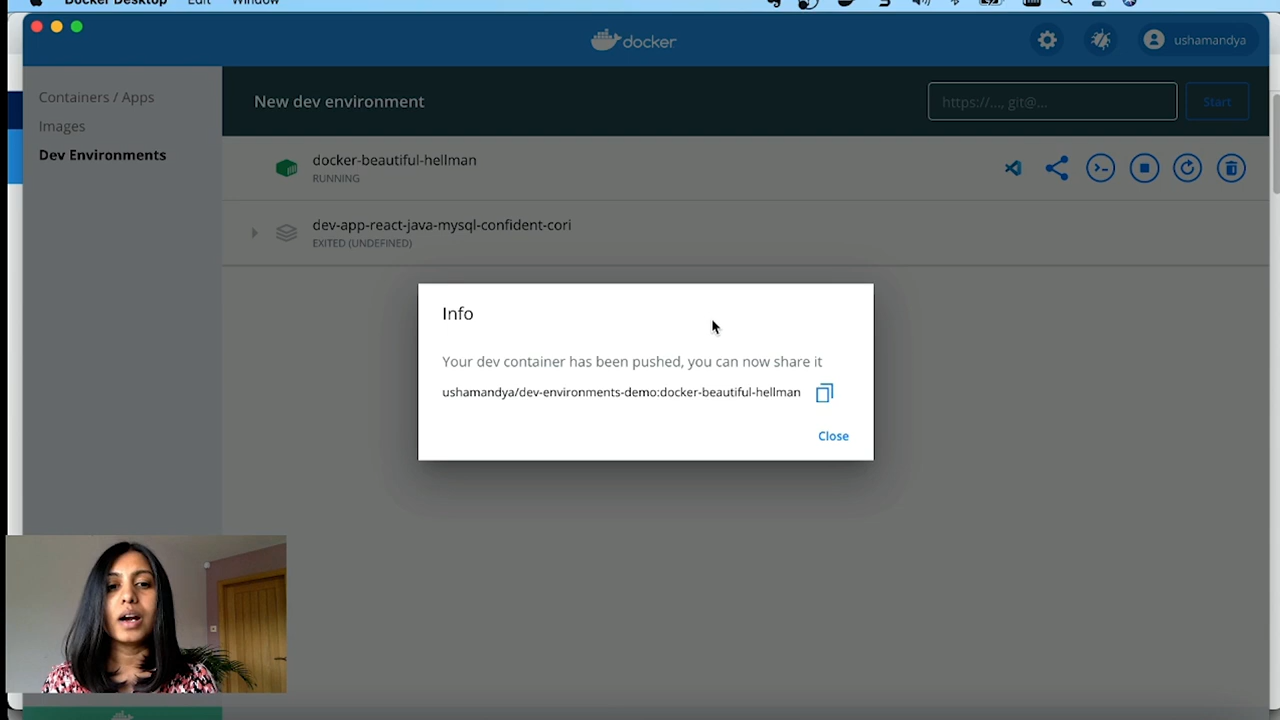 Docker Desktop Edit Window
docker
ushamandya
Containers / Apps
Images
Dev Environments
New dev environment
https://..., git@...
Start
docker-beautiful-hellman
RUNNING
dev-app-react-java-mysql-confident-cori
EXITED (UNDEFINED)
Info
Your dev container has been pushed, you can now share it
ushamandya/dev-environments-demo:docker-beautiful-hellman
Close